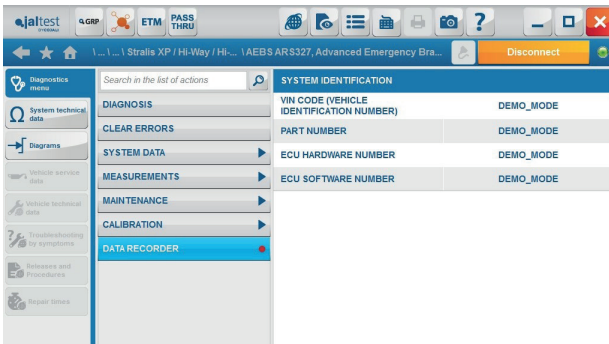 jaltest
BY COJALI
GRP
ETM
PASS
THRU
?
\ ... \ ... \ Stralis XP / Hi-Way / Hi-... \ AEBS ARS327, Advanced Emergency Bra...
Disconnect
Diagnostics
menu
System technical
data
Diagrams
Vehicle service
data
Vehicle technical
data
Troubleshooting
by symptoms
Releases and
Procedures
Repair times
Search in the list of actions
DIAGNOSIS
CLEAR ERRORS
SYSTEM DATA
MEASUREMENTS
MAINTENANCE
CALIBRATION
DATA RECORDER
SYSTEM IDENTIFICATION
VIN CODE (VEHICLE
IDENTIFICATION NUMBER)
DEMO_MODE
PART NUMBER
DEMO_MODE
ECU HARDWARE NUMBER
DEMO_MODE
ECU SOFTWARE NUMBER
DEMO_MODE